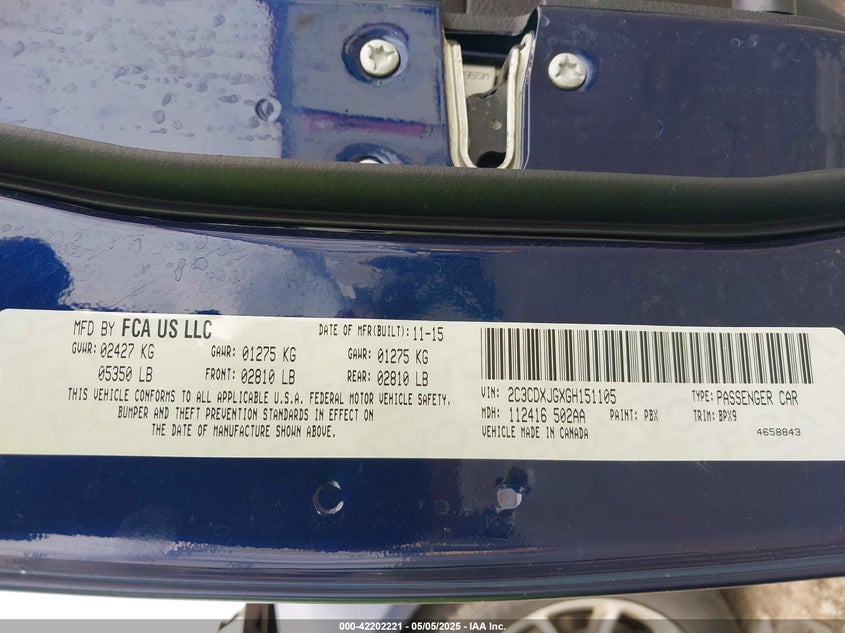 955M
MFD BY FCA US LLC DATE OF MFR(BUILT): 11-15
GVWR: 02427 KG GAWR: 01275 KG GAWR: 01275 KG
05350 LB FRONT: 02810 LB REAR: 02810 LB
THIS VEHICLE CONFORMS TO ALL APPLICABLE U.S.A. FEDERAL MOTOR VEHICLE SAFETY,
BUMPER AND THEFT PREVENTION STANDARDS IN EFFECT ON
THE DATE OF MANUFACTURE SHOWN ABOVE.
VIN: 2C3CDXJGXGH151105 TYPE: PASSENGER CAR
MDH: 112416 502AA PAINT: PBX TRIM: BPX9
VEHICLE MADE IN CANADA 4658843
000-42202221 - 05/05/2025 - IAA Inc.